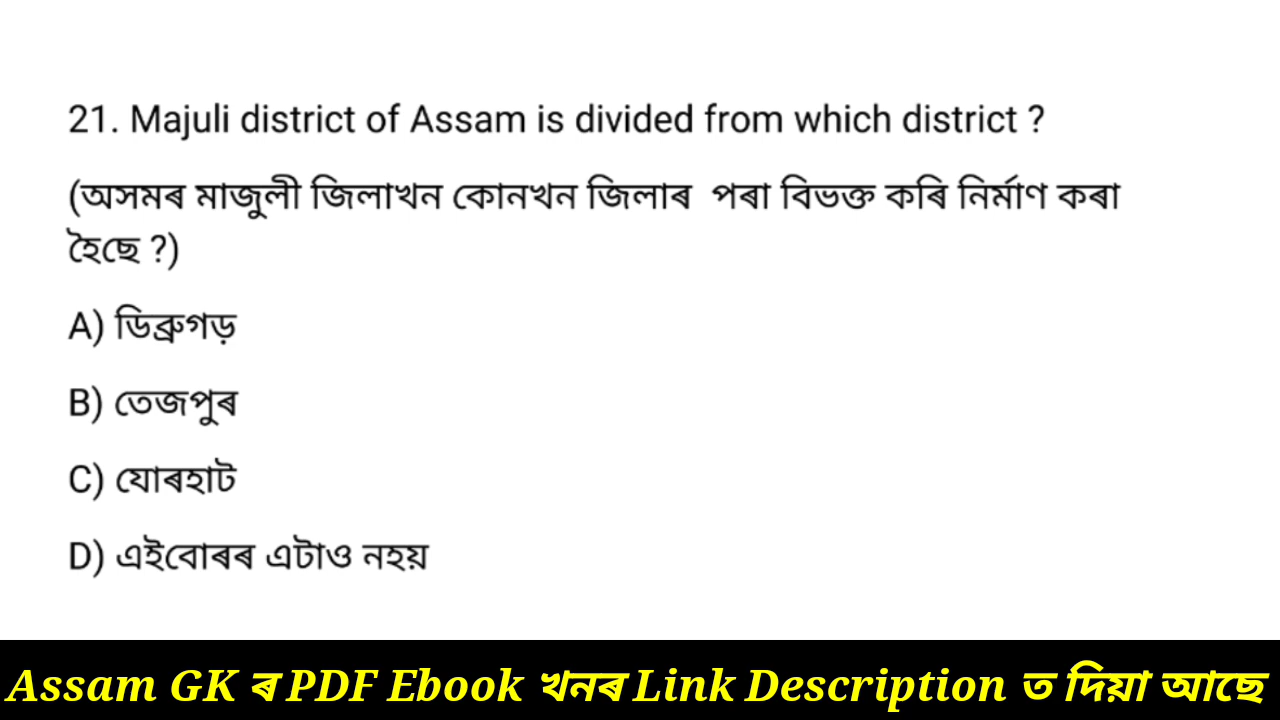 21. Majuli district of Assam is divided from which district ?
(অসমৰ মাজুলী জিলাখন কোনখন জিলাৰ পৰা বিভক্ত কৰি নিৰ্মাণ কৰা
হৈছে ?)
A) ডিব্ৰুগড়
B) তেজপুৰ
C) যোৰহাট
D) এইবোৰৰ এটাও নহয়
Assam GK ৰ PDF Ebook খনৰ Link Description ত দিয়া আছে